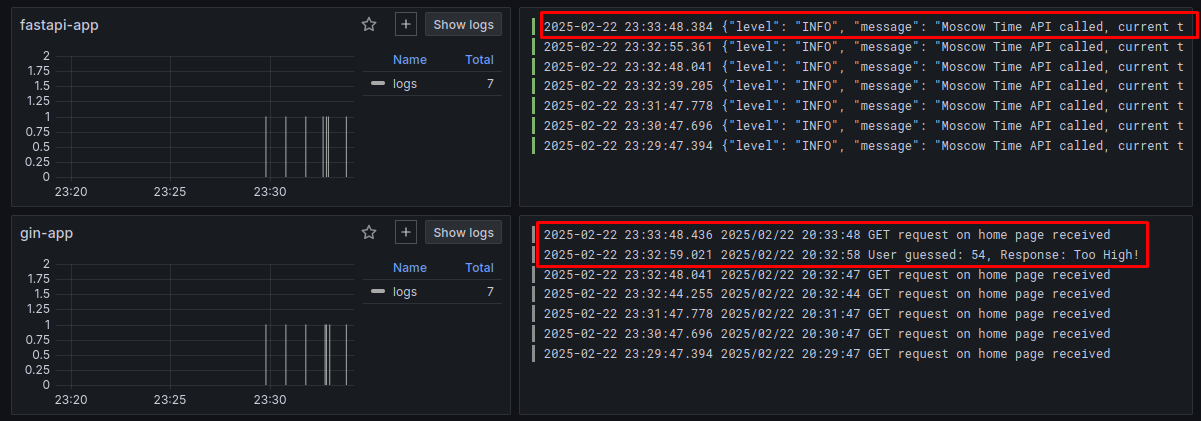 fastapi-app
+
Show logs
Name Total
logs 7
2
1.75
1.5
1.25
1
0.75
0.5
0.25
0
23:20 23:25 23:30
2025-02-22 23:33:48.384 {"level": "INFO", "message": "Moscow Time API called, current t
2025-02-22 23:32:55.361 {"level": "INFO", "message": "Moscow Time API called, current t
2025-02-22 23:32:48.041 {"level": "INFO", "message": "Moscow Time API called, current t
2025-02-22 23:32:39.205 {"level": "INFO", "message": "Moscow Time API called, current t
2025-02-22 23:31:47.778 {"level": "INFO", "message": "Moscow Time API called, current t
2025-02-22 23:30:47.696 {"level": "INFO", "message": "Moscow Time API called, current t
2025-02-22 23:29:47.394 {"level": "INFO", "message": "Moscow Time API called, current t
gin-app
+
Show logs
Name Total
logs 7
2
1.75
1.5
1.25
1
0.75
0.5
0.25
0
23:20 23:25 23:30
2025-02-22 23:33:48.436 2025/02/22 20:33:48 GET request on home page received
2025-02-22 23:32:59.021 2025/02/22 20:32:58 User guessed: 54, Response: Too High!
2025-02-22 23:32:48.041 2025/02/22 20:32:47 GET request on home page received
2025-02-22 23:32:44.255 2025/02/22 20:32:44 GET request on home page received
2025-02-22 23:31:47.778 2025/02/22 20:31:47 GET request on home page received
2025-02-22 23:30:47.696 2025/02/22 20:30:47 GET request on home page received
2025-02-22 23:29:47.394 2025/02/22 20:29:47 GET request on home page received